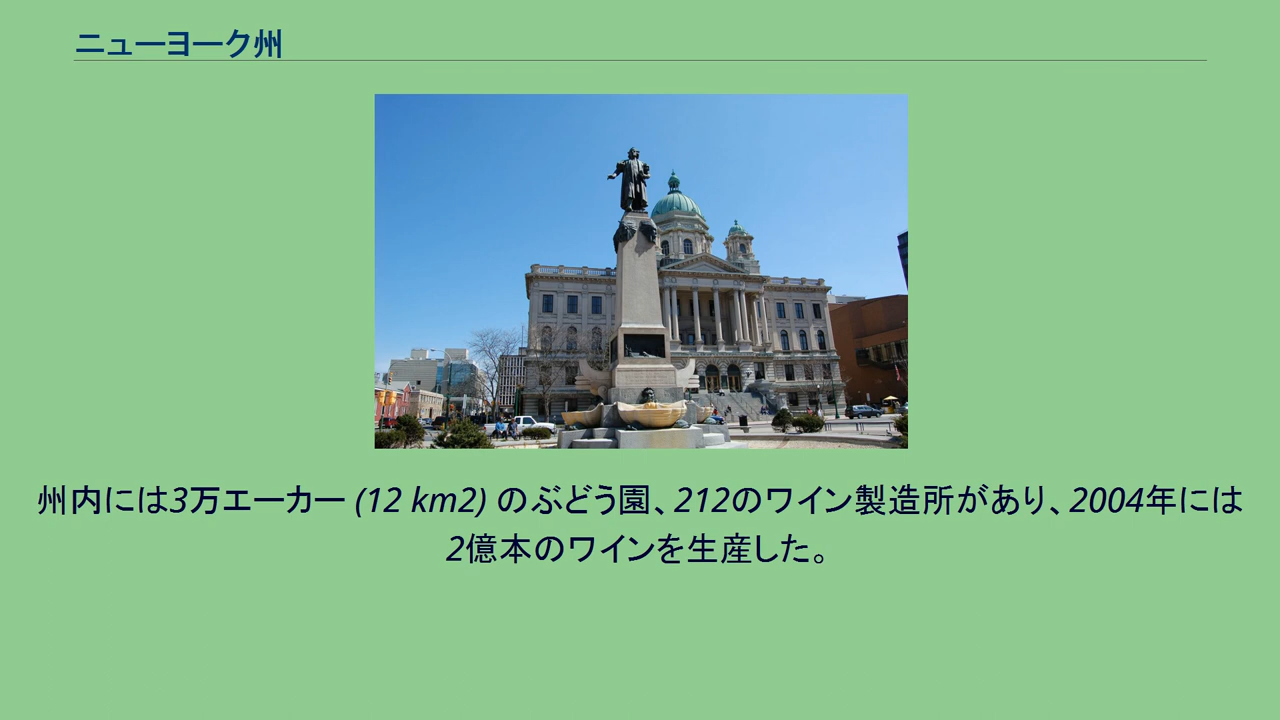 ニューヨーク州
州内には3万エーカー (12 km2) のぶどう園、212のワイン製造所があり、2004年には
2億本のワインを生産した。